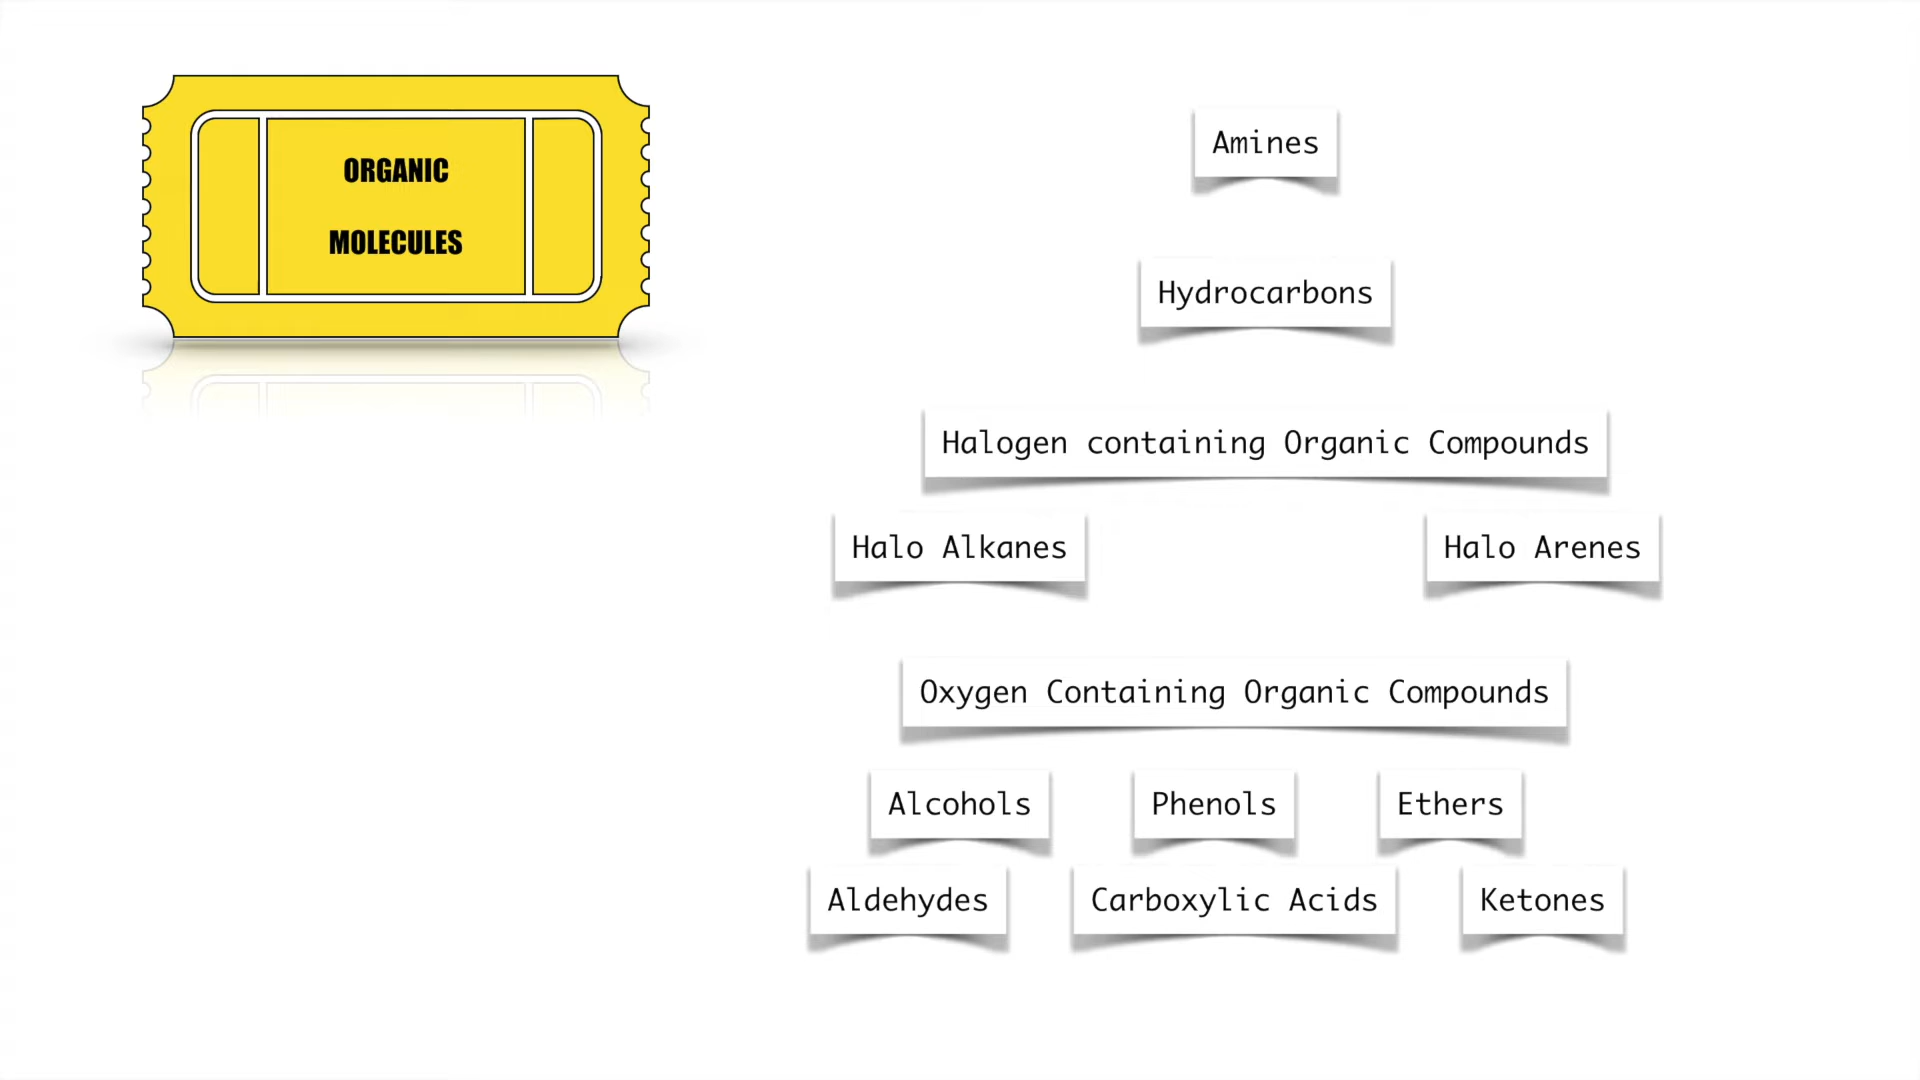 ORGANIC
MOLECULES
Amines
Hydrocarbons
Halogen containing Organic Compounds
Halo Alkanes
Halo Arenes
Oxygen Containing Organic Compounds
Alcohols
Phenols
Ethers
Aldehydes
Carboxylic Acids
Ketones